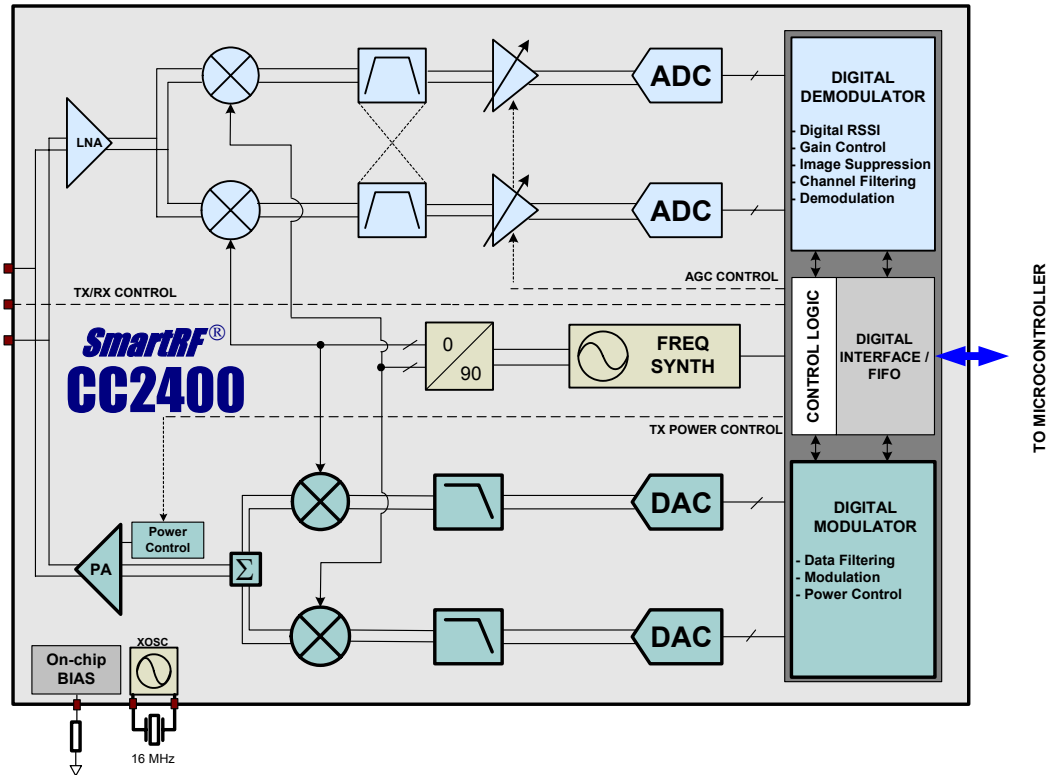 LNA
ADC
ADC
DIGITAL
DEMODULATOR
- Digital RSSI
- Gain Control
- Image Suppression
- Channel Filtering
- Demodulation
AGC CONTROL
TX/RX CONTROL
SmartRF®
CC2400
0
90
FREQ
SYNTH
CONTROL LOGIC
DIGITAL
INTERFACE /
FIFO
TO MICROCONTROLLER
TX POWER CONTROL
Power
Control
PA
Σ
DAC
DAC
DIGITAL
MODULATOR
- Data Filtering
- Modulation
- Power Control
On-chip
BIAS
XOSC
16 MHz